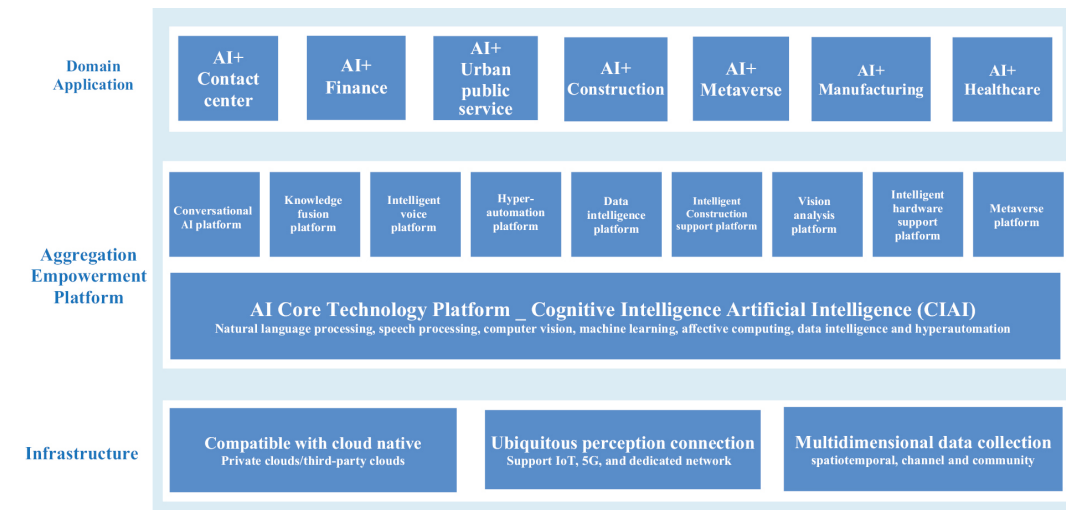 Domain
Application
AI+
Contact
center
AI+
Finance
AI+
Urban
public
service
AI+
Construction
AI+
Metaverse
AI+
Manufacturing
AI+
Healthcare
Aggregation
Empowerment
Platform
Conversational
AI platform
Knowledge
fusion
platform
Intelligent
voice
platform
Hyper-
automation
platform
Data
intelligence
platform
Intelligent
Construction
support platform
Vision
analysis
platform
Intelligent
hardware
support
platform
Metaverse
platform
AI Core Technology Platform _ Cognitive Intelligence Artificial Intelligence (CIAI)
Natural language processing, speech processing, computer vision, machine learning, affective computing, data intelligence and hyperautomation
Infrastructure
Compatible with cloud native
Private clouds/third-party clouds
Ubiquitous perception connection
Support IoT, 5G, and dedicated network
Multidimensional data collection
spatiotemporal, channel and community